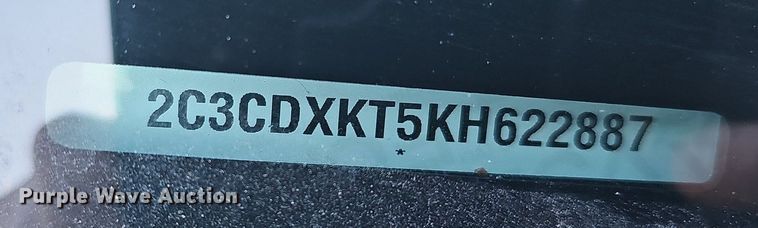 2C3CDXKT5KH622887
*
Purple Wave Auction